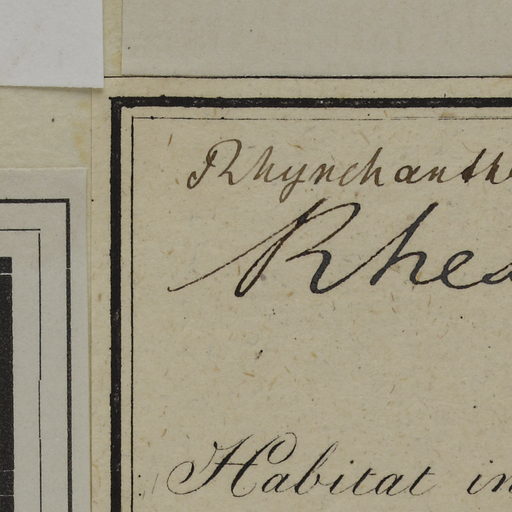 Rhynchanthe
Rhea
Habitat in